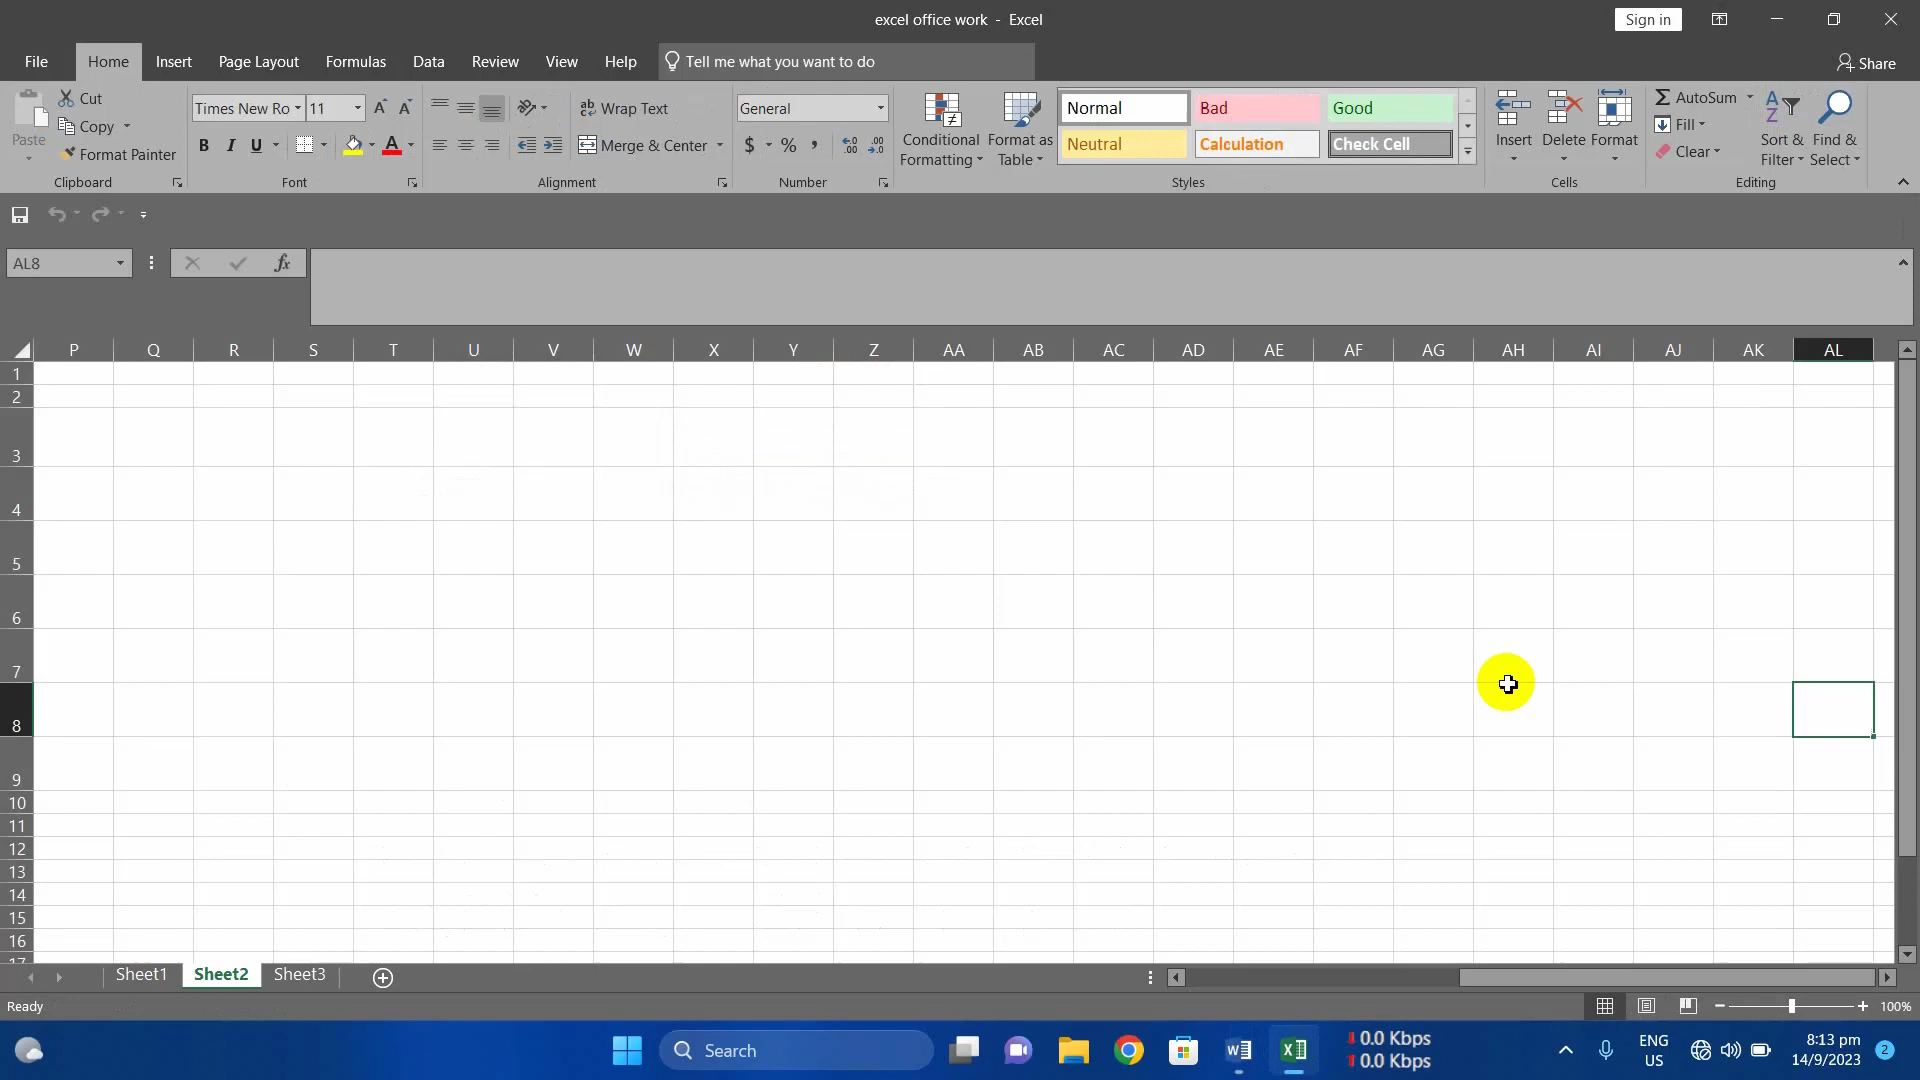 excel office work - Excel
Sign in
File Home Insert Page Layout Formulas Data Review View Help Tell me what you want to do Share
Paste
Cut
Copy
Format Painter
Clipboard
Times New Ro 11
B I U A
Font
ab Wrap Text
Merge & Center
Alignment
General
$ % ,
Number
Conditional Formatting
Format as Table
Normal Bad Good
Neutral Calculation Check Cell
Styles
Insert Delete Format
Cells
AutoSum
Fill
Clear
Sort & Filter
Find & Select
Editing
AL8
fx
P Q R S T U V W X Y Z AA AB AC AD AE AF AG AH AI AJ AK AL
1
2
3
4
5
6
7
8
9
10
11
12
13
14
15
16
17
Sheet1 Sheet2 Sheet3
Ready
100%
Search
0.0 Kbps
0.0 Kbps
ENG
US
8:13 pm
14/9/2023
2